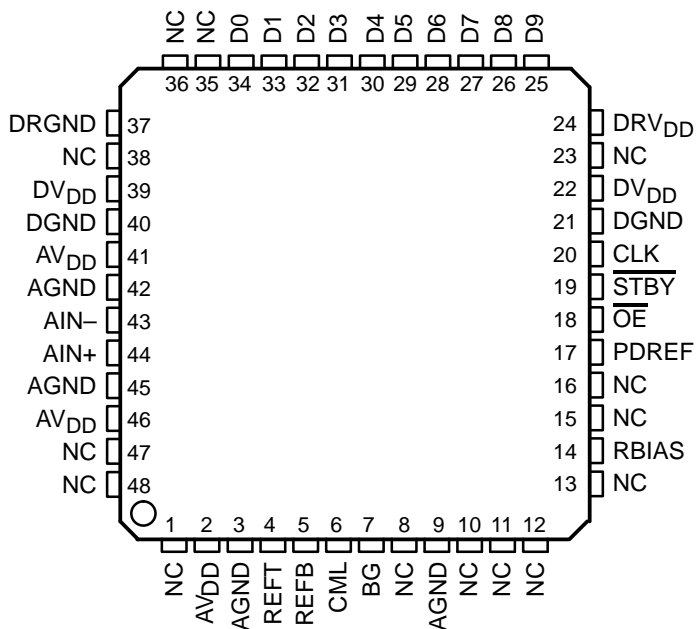 NC NC D0 D1 D2 D3 D4 D5 D6 D7 D8 D9
36 35 34 33 32 31 30 29 28 27 26 25
DRGND 37 24 DRVDD
NC 38 23 NC
DVDD 39 22 DVDD
DGND 40 21 DGND
AVDD 41 20 CLK
AGND 42 19 STBY
AIN– 43 18 OE
AIN+ 44 17 PDREF
AGND 45 16 NC
AVDD 46 15 NC
NC 47 14 RBIAS
NC 48 13 NC
1 2 3 4 5 6 7 8 9 10 11 12
NC AVDD AGND REFT REFB CML BG NC AGND NC NC NC